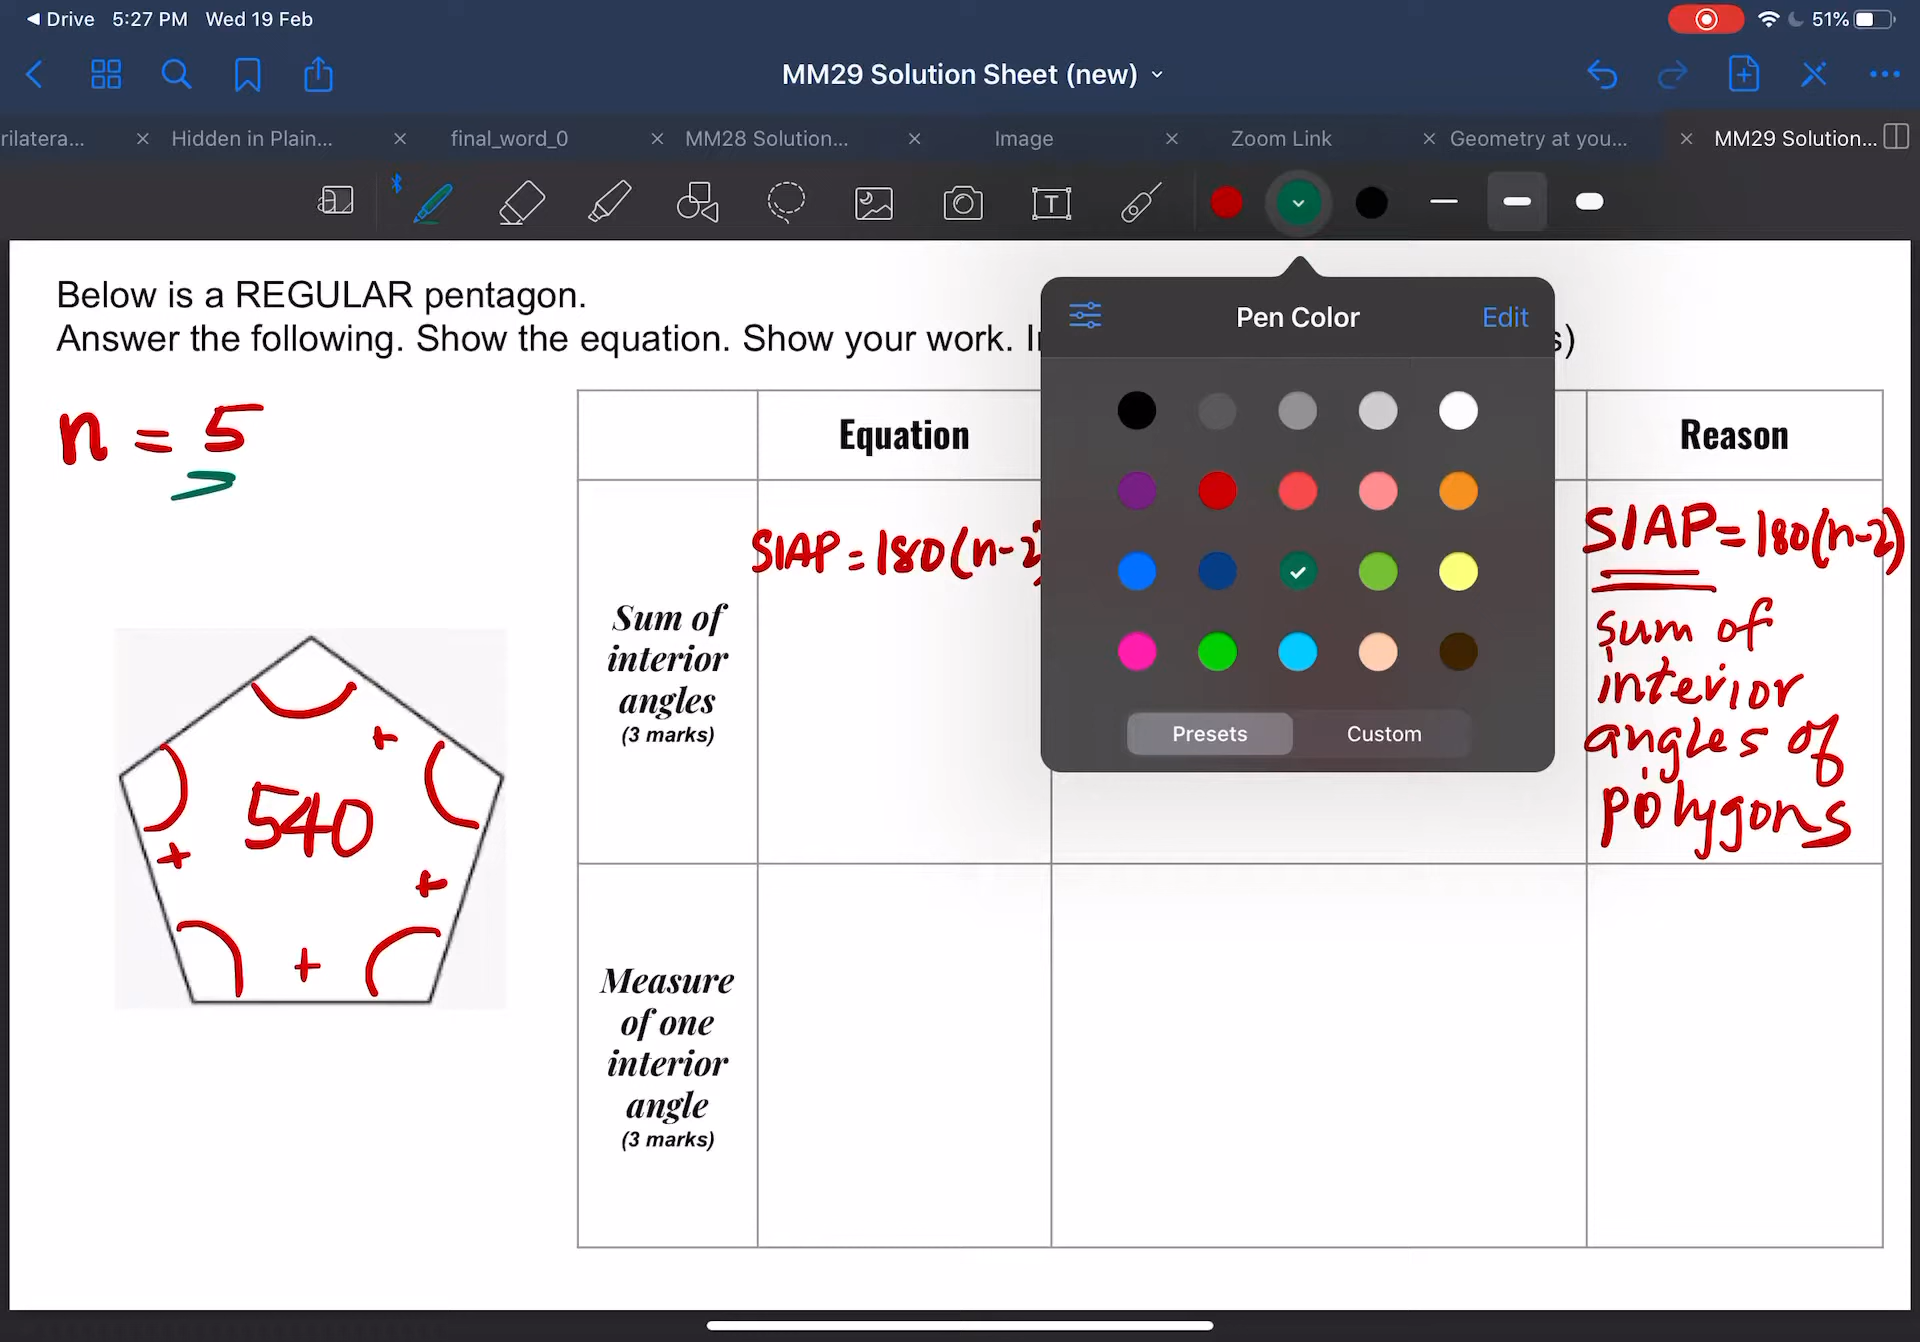 Drive 5:27 PM Wed 19 Feb 51%
MM29 Solution Sheet (new)
rilatera... Hidden in Plain... final_word_0 MM28 Solution... Image Zoom Link Geometry at you... MM29 Solution...
T
Below is a REGULAR pentagon.
Answer the following. Show the equation. Show your work. s)
Pen Color Edit
Presets Custom
n = 5
540
+
+
+
+
Equation Reason
Sum of
interior
angles
(3 marks)
SIAP = 180(n-2
SIAP = 180(n-2)
sum of
interior
angles of
polygons
Measure
of one
interior
angle
(3 marks)